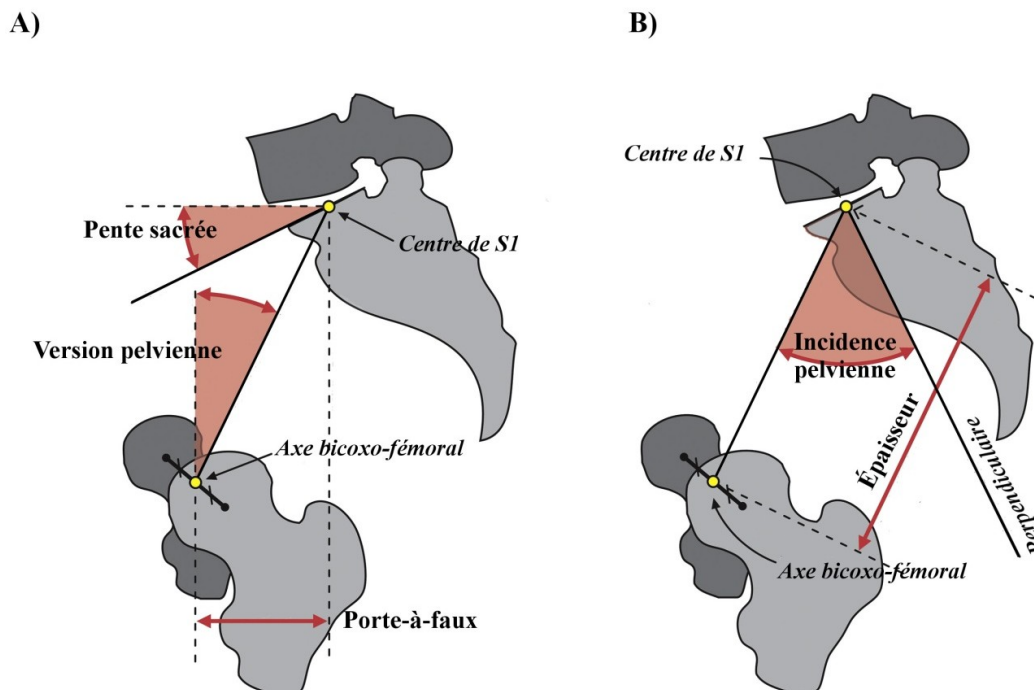 A)
Pente sacrée
Centre de S1
Version pelvienne
Axe bicoxo-fémoral
Porte-à-faux
B)
Centre de S1
Incidence
pelvienne
Épaisseur
Perpendiculaire
Axe bicoxo-fémoral